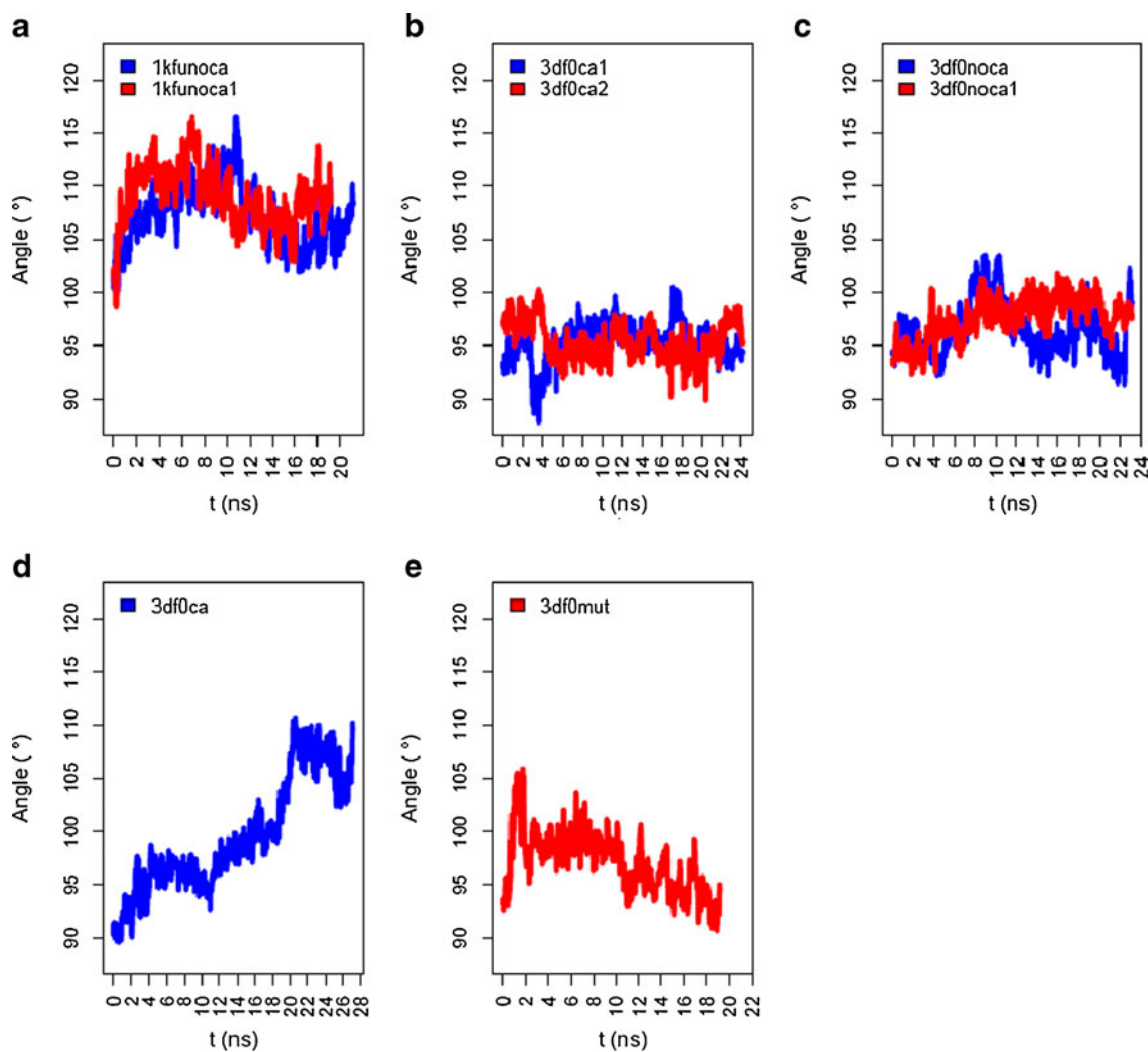 a
1kfunoca
1kfunoca1
Angle ( °)
120
115
110
105
100
95
90
0 2 4 6 8 10 12 14 16 18 20
t (ns)
b
3df0ca1
3df0ca2
Angle ( °)
120
115
110
105
100
95
90
0 2 4 6 8 10 12 14 16 18 20 22 24
t (ns)
c
3df0noca
3df0noca1
Angle ( °)
120
115
110
105
100
95
90
0 2 4 6 8 10 12 14 16 18 20 22 24
t (ns)
d
3df0ca
Angle ( °)
120
115
110
105
100
95
90
0 2 4 6 8 10 12 14 16 18 20 22 24 26 28
t (ns)
e
3df0mut
Angle ( °)
120
115
110
105
100
95
90
0 2 4 6 8 10 12 14 16 18 20 22
t (ns)